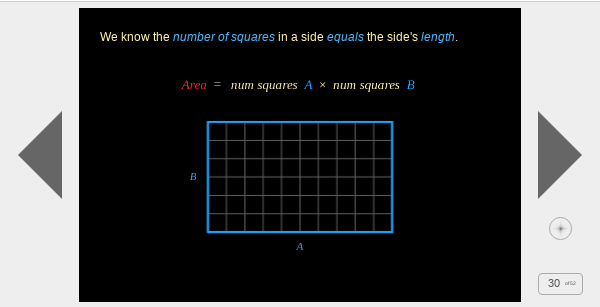 We know the number of squares in a side equals the side's length.
Area = num squares A × num squares B
B
A
30 of 52